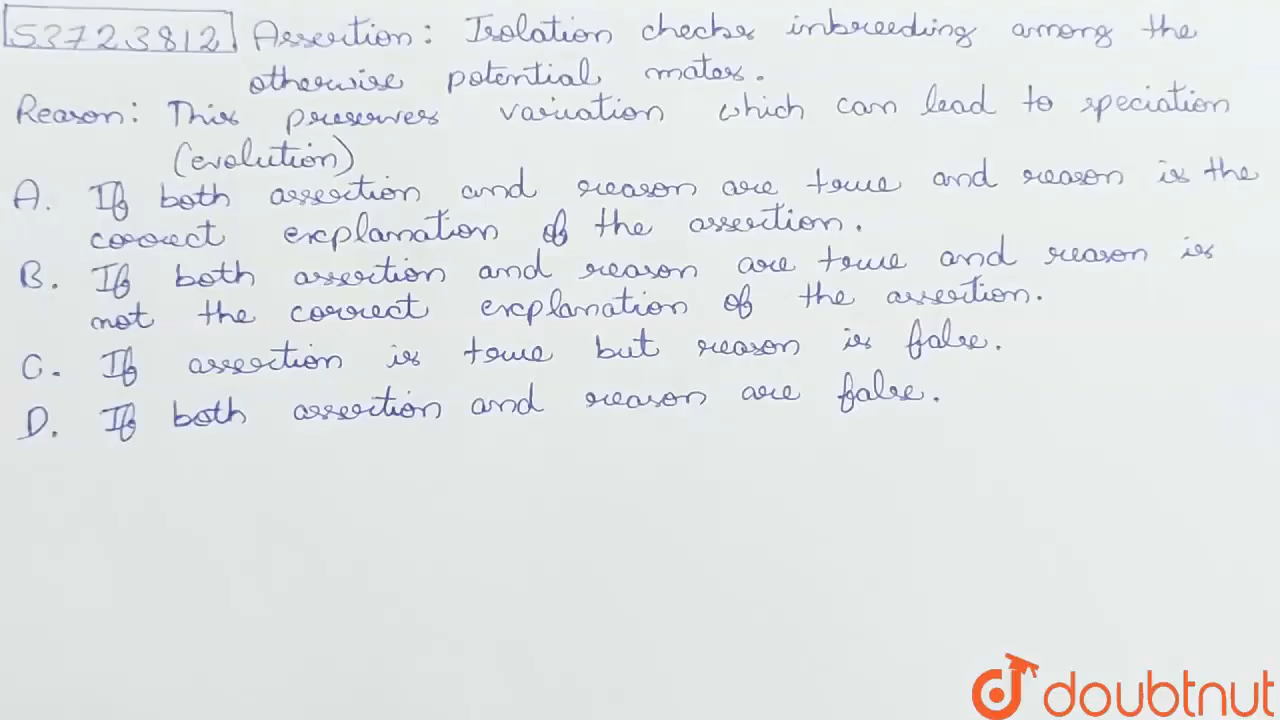 53723812 Assertion: Isolation checks inbreeding among the
otherwise potential mates.
Reason: This preserves variation which can lead to speciation
(evolution)
A. If both assertion and reason are true and reason is the
correct explanation of the assertion.
B. If both assertion and reason are true and reason is
not the correct explanation of the assertion.
C. If assertion is true but reason is false.
D. If both assertion and reason are false.
doubtnut